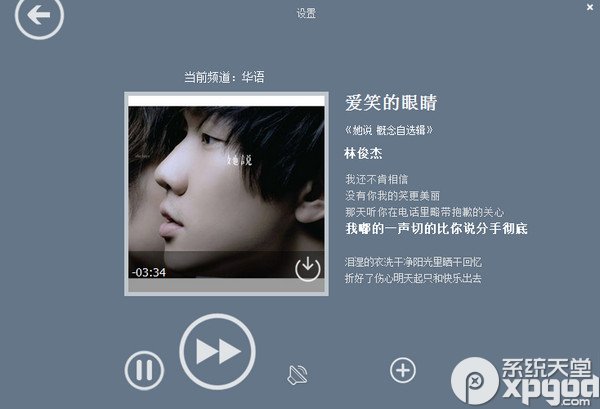 设置
当前频道：华语
她说
-03:34
爱笑的眼睛
《她说 概念自选辑》
林俊杰
我还不肯相信
没有你我的笑更美丽
那天听你在电话里略带抱歉的关心
我嘟的一声切的比你说分手彻底
泪湿的衣洗干净阳光里晒干回忆
折好了伤心明天起只和快乐出去
系统天堂
xpgod
.com